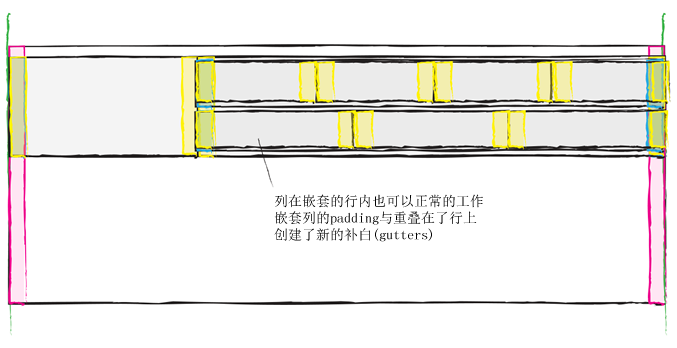 列在嵌套的行内也可以正常的工作
嵌套列的padding与重叠在了行上
创建了新的补白(gutters)